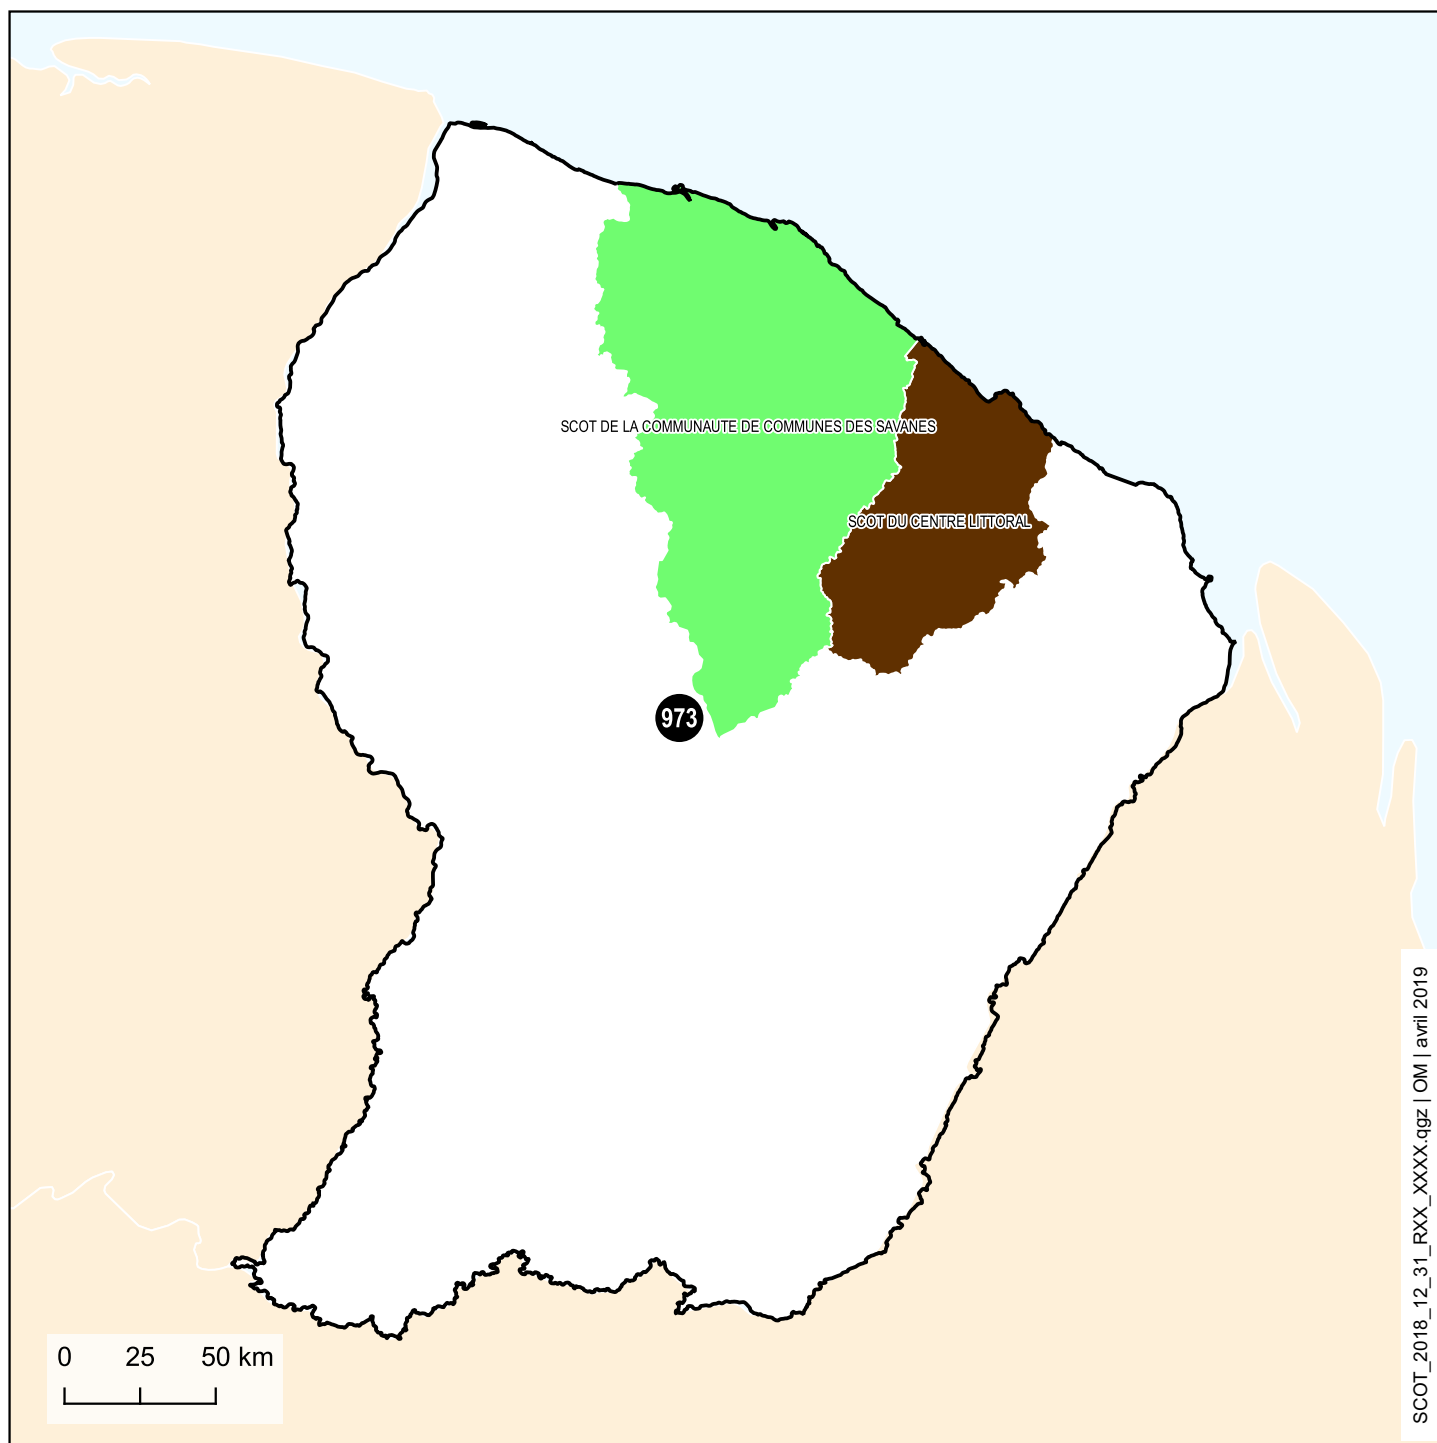 SCOT DE LA COMMUNAUTE DE COMMUNES DES SAVANES
SCOT DU CENTRE LITTORAL
973
0 25 50 km
SCOT_2018_12_31_RXX_XXXX.qgz | OM | avril 2019